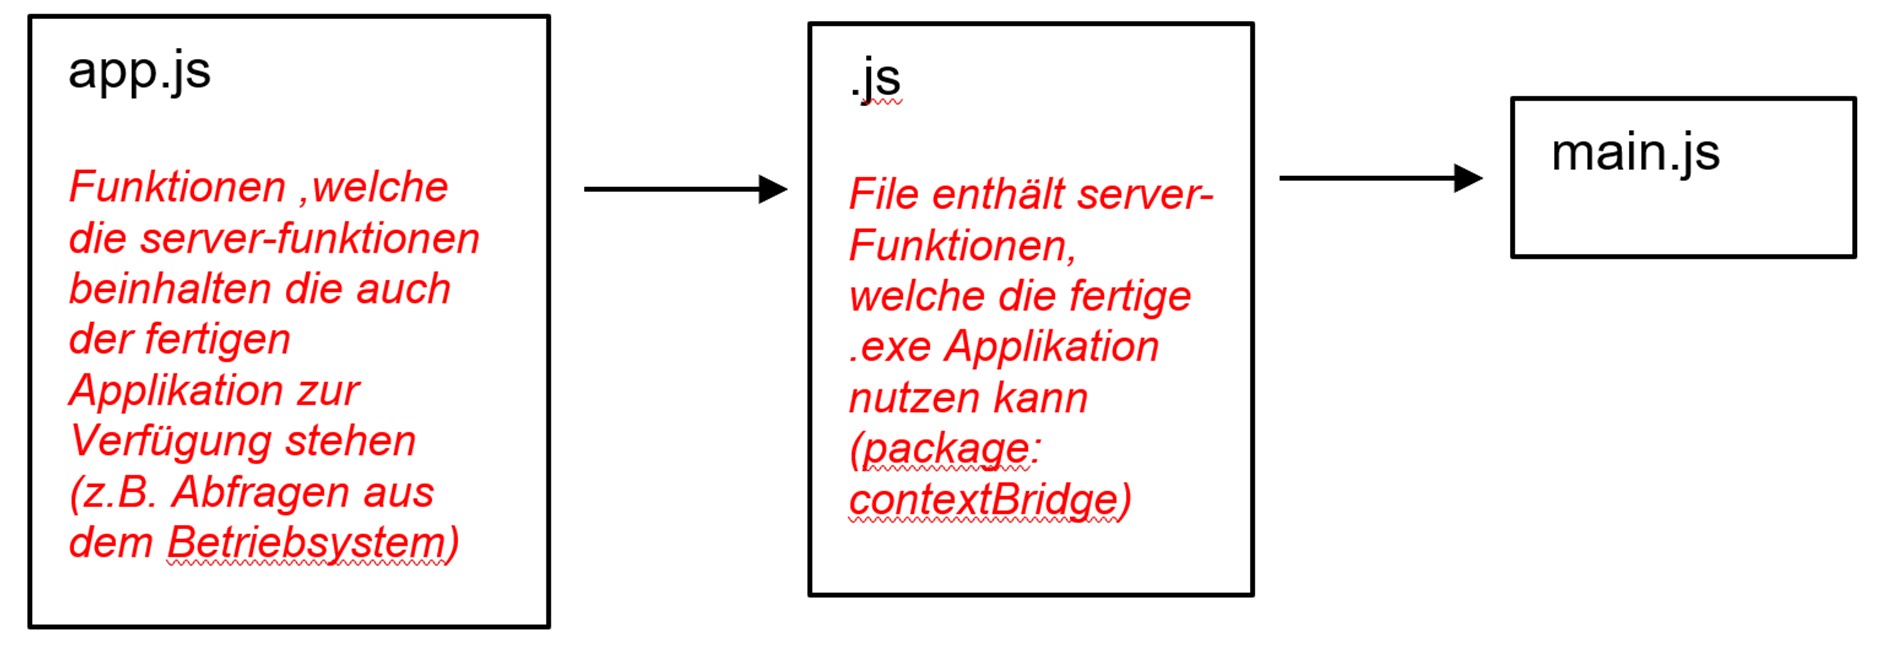 app.js
Funktionen ,welche
die server-funktionen
beinhalten die auch
der fertigen
Applikation zur
Verfügung stehen
(z.B. Abfragen aus
dem Betriebsystem)
.js
File enthält server-
Funktionen,
welche die fertige
.exe Applikation
nutzen kann
(package:
contextBridge)
main.js